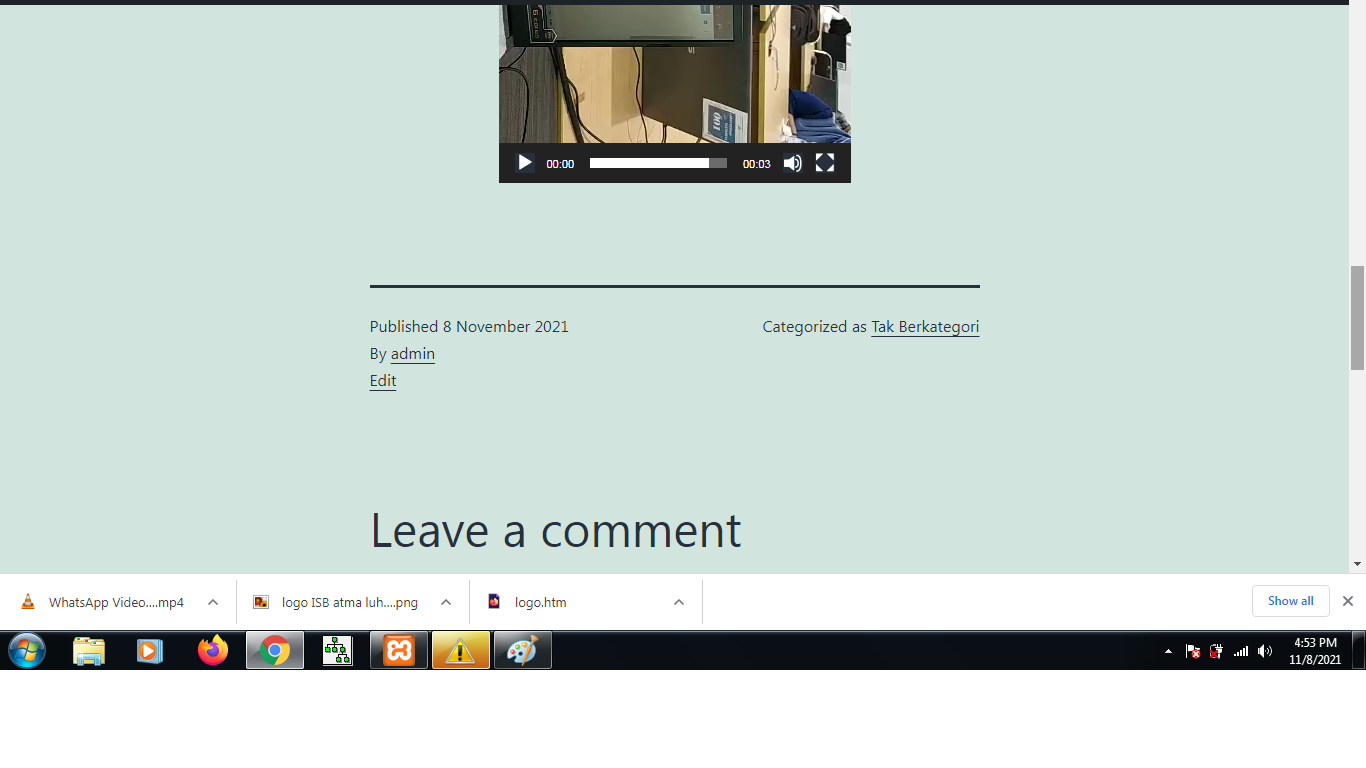 00:00
00:03
Published 8 November 2021
Categorized as Tak Berkategori
By admin
Edit
Leave a comment
WhatsApp Video....mp4
logo ISB atma luh....png
logo.htm
Show all
4:53 PM
11/8/2021